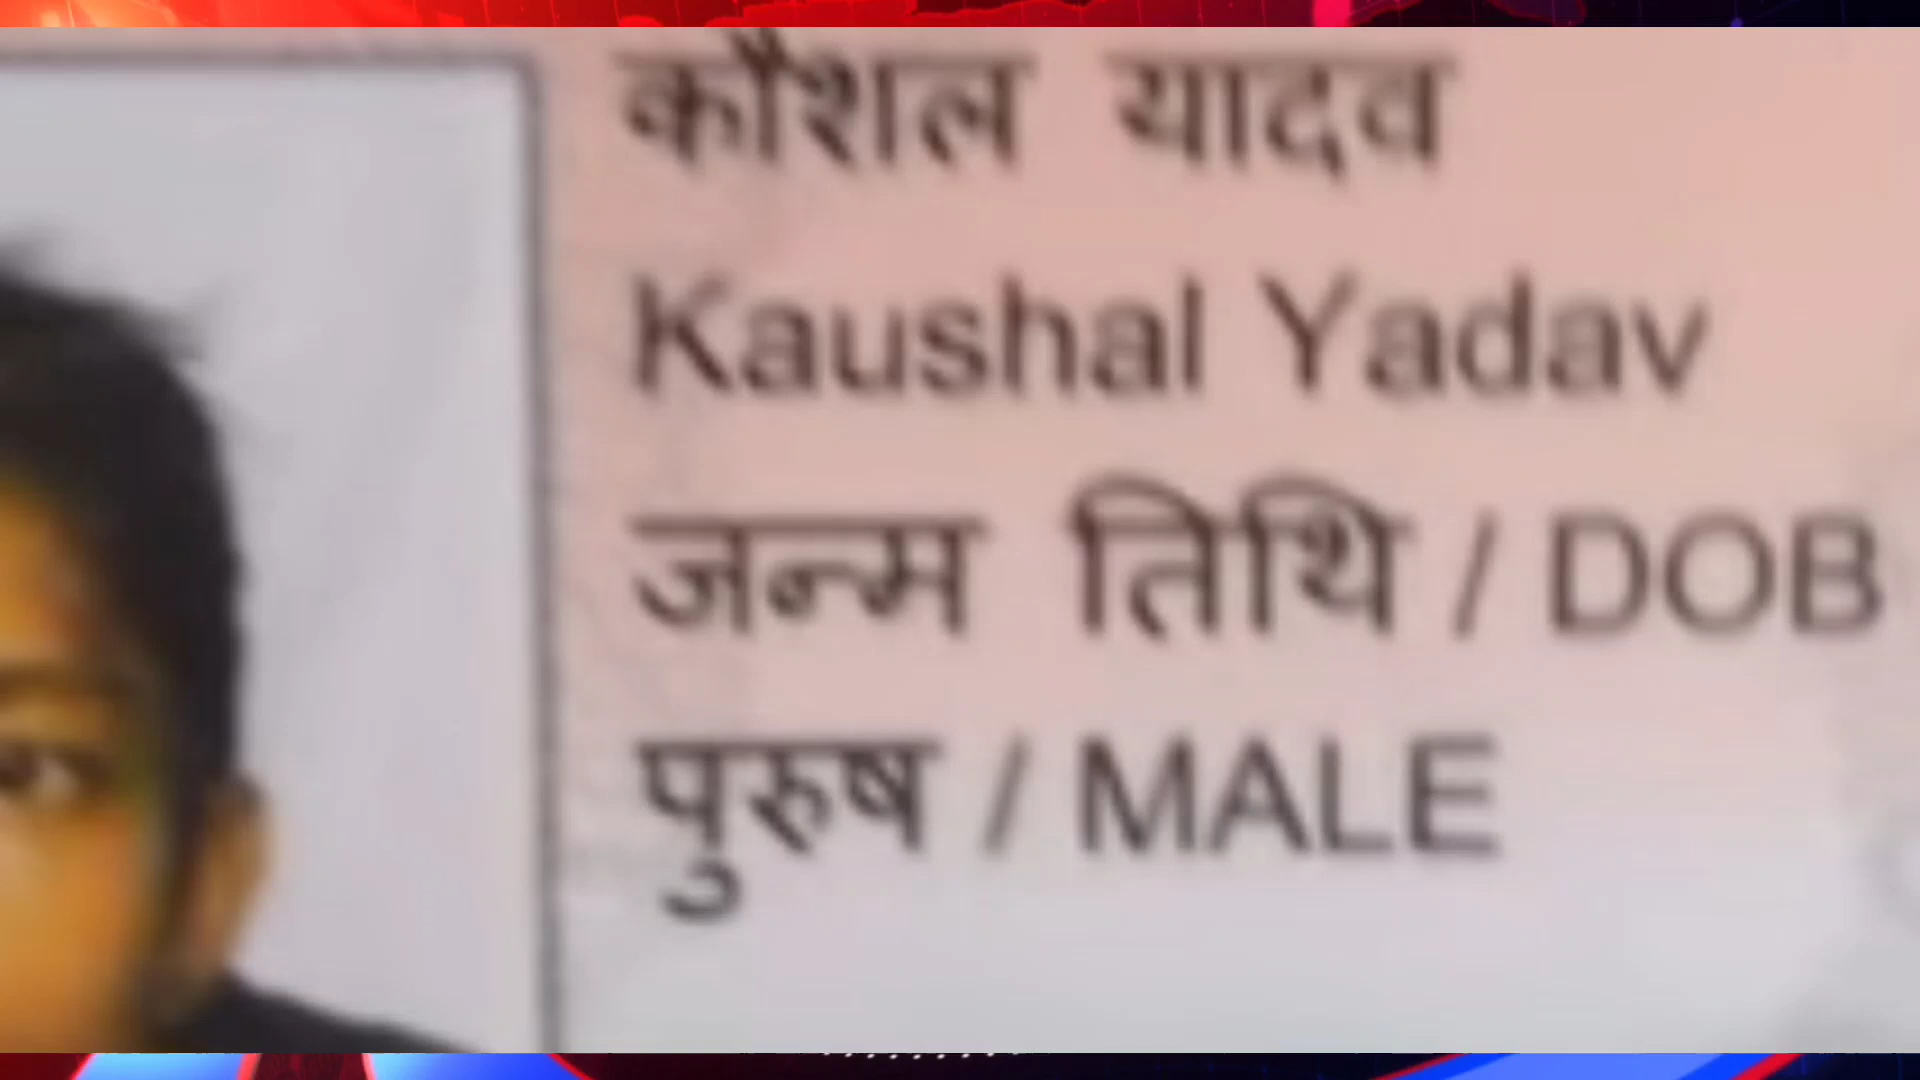 कौशल यादव
Kaushal Yadav
जन्म तिथि / DOB
पुरुष / MALE